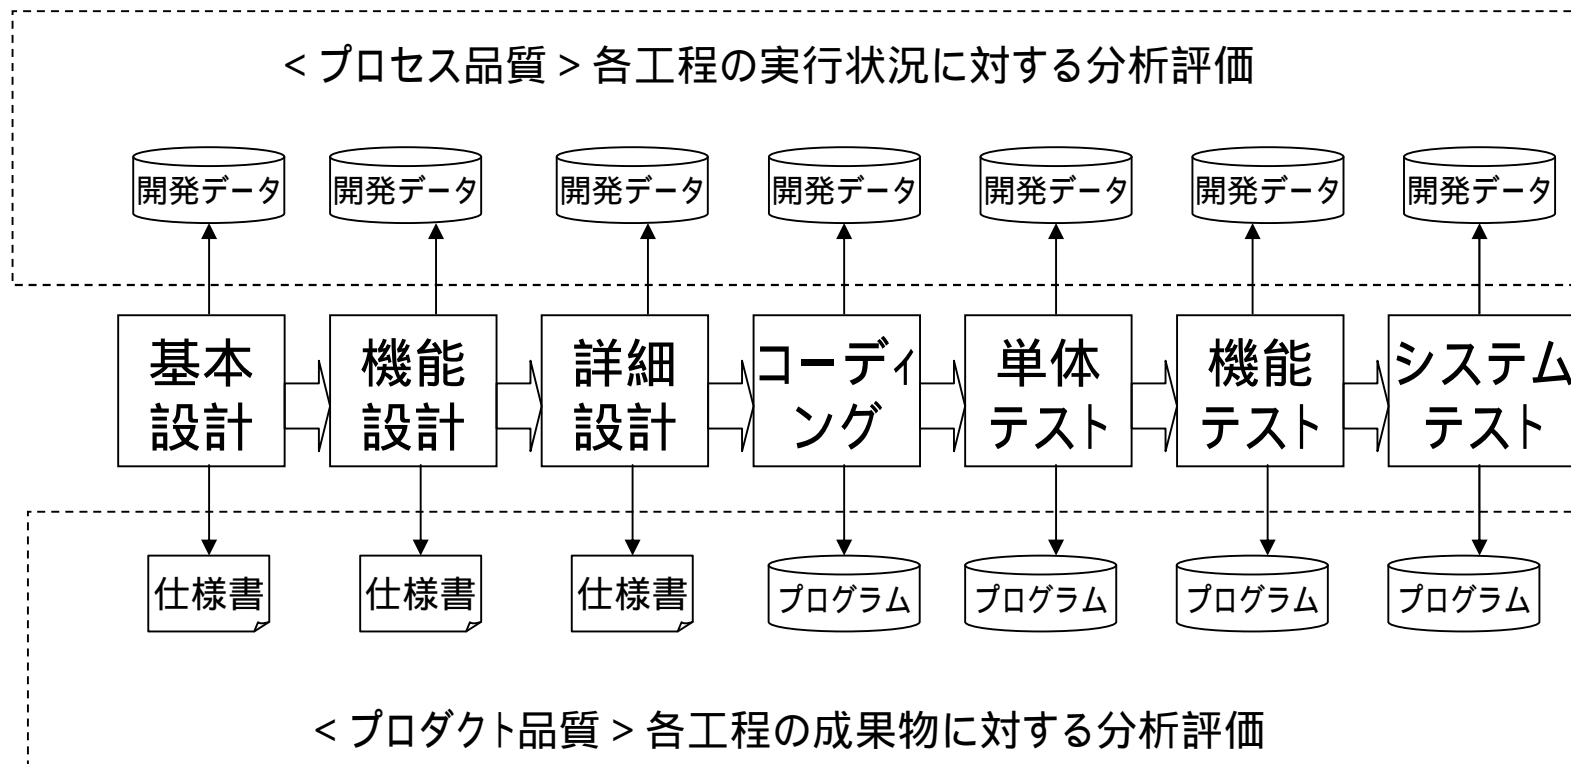 <プロセス品質>各工程の実行状況に対する分析評価
開発データ
開発データ
開発データ
開発データ
開発データ
開発データ
開発データ
基本
設計
機能
設計
詳細
設計
コーディ
ング
単体
テスト
機能
テスト
システム
テスト
仕様書
仕様書
仕様書
プログラム
プログラム
プログラム
プログラム
<プロダクト品質>各工程の成果物に対する分析評価